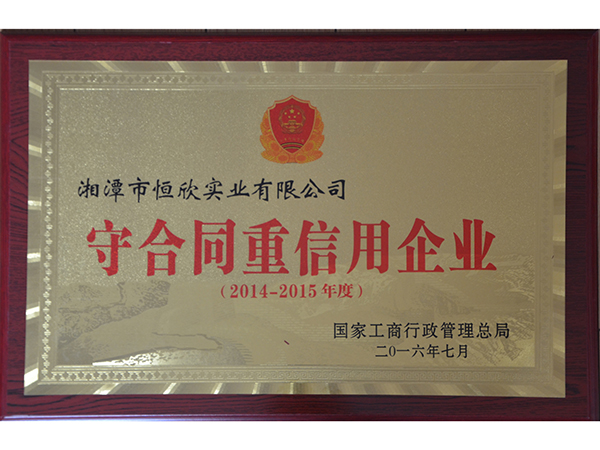 湘潭市恒欣实业有限公司
守合同重信用企业
(2014-2015年度)
国家工商行政管理总局
二0一六年七月